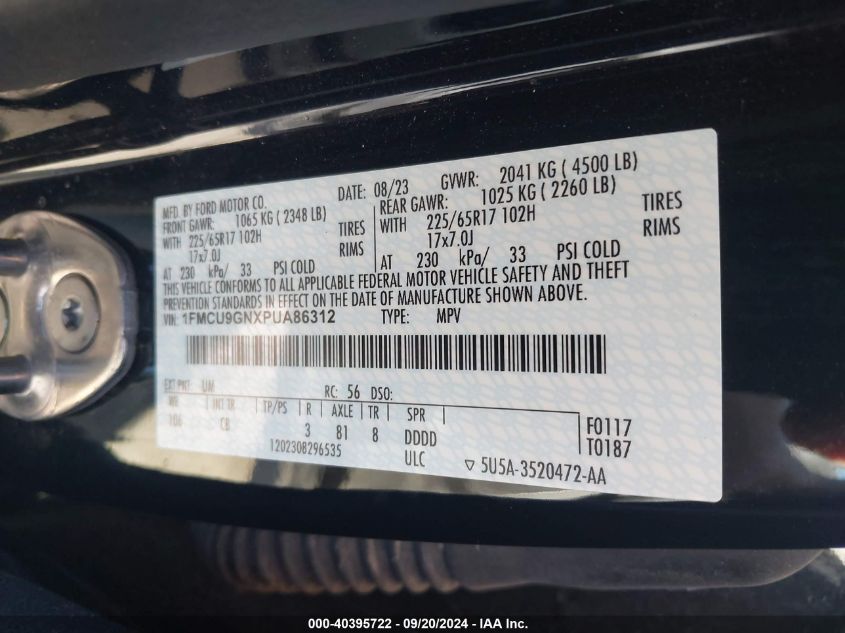 MFD. BY FORD MOTOR CO.
DATE: 08/23
GVWR: 2041 KG ( 4500 LB)
FRONT GAWR: 1065 KG ( 2348 LB)
WITH 225/65R17 102H TIRES
17x7.0J RIMS
AT 230 kPa/ 33 PSI COLD
REAR GAWR: 1025 KG ( 2260 LB)
WITH 225/65R17 102H TIRES
17x7.0J RIMS
AT 230 kPa/ 33 PSI COLD
THIS VEHICLE CONFORMS TO ALL APPLICABLE FEDERAL MOTOR VEHICLE SAFETY AND THEFT
PREVENTION STANDARDS IN EFFECT ON THE DATE OF MANUFACTURE SHOWN ABOVE.
VIN: 1FMCU9GNXPUA86312 TYPE: MPV
EXT PNT: UM RC: 56 DSO:
WB INT TR TP/PS R AXLE TR SPR
106 CB 3 81 8 DDDD
F0117
T0187
1202308296535 ULC
▽ 5U5A-3520472-AA
000-40395722 - 09/20/2024 - IAA Inc.